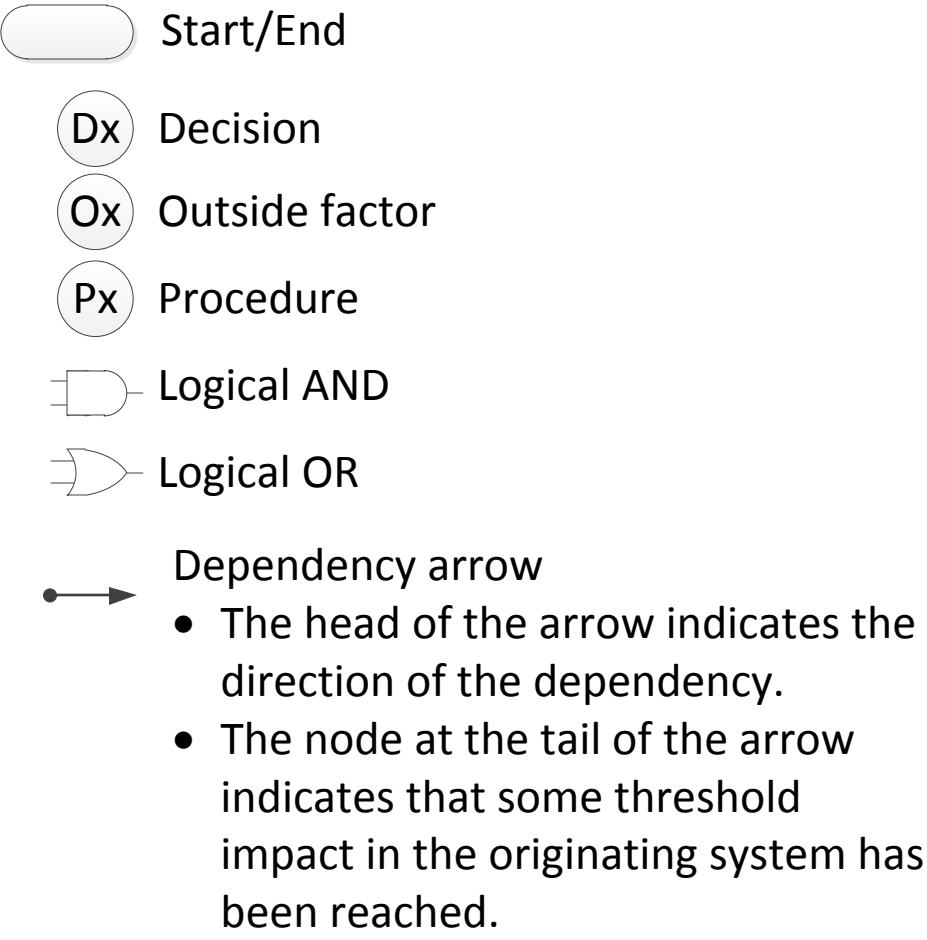 Start/End
Dx Decision
Ox Outside factor
Px Procedure
Logical AND
Logical OR
Dependency arrow
• The head of the arrow indicates the
direction of the dependency.
• The node at the tail of the arrow
indicates that some threshold
impact in the originating system has
been reached.